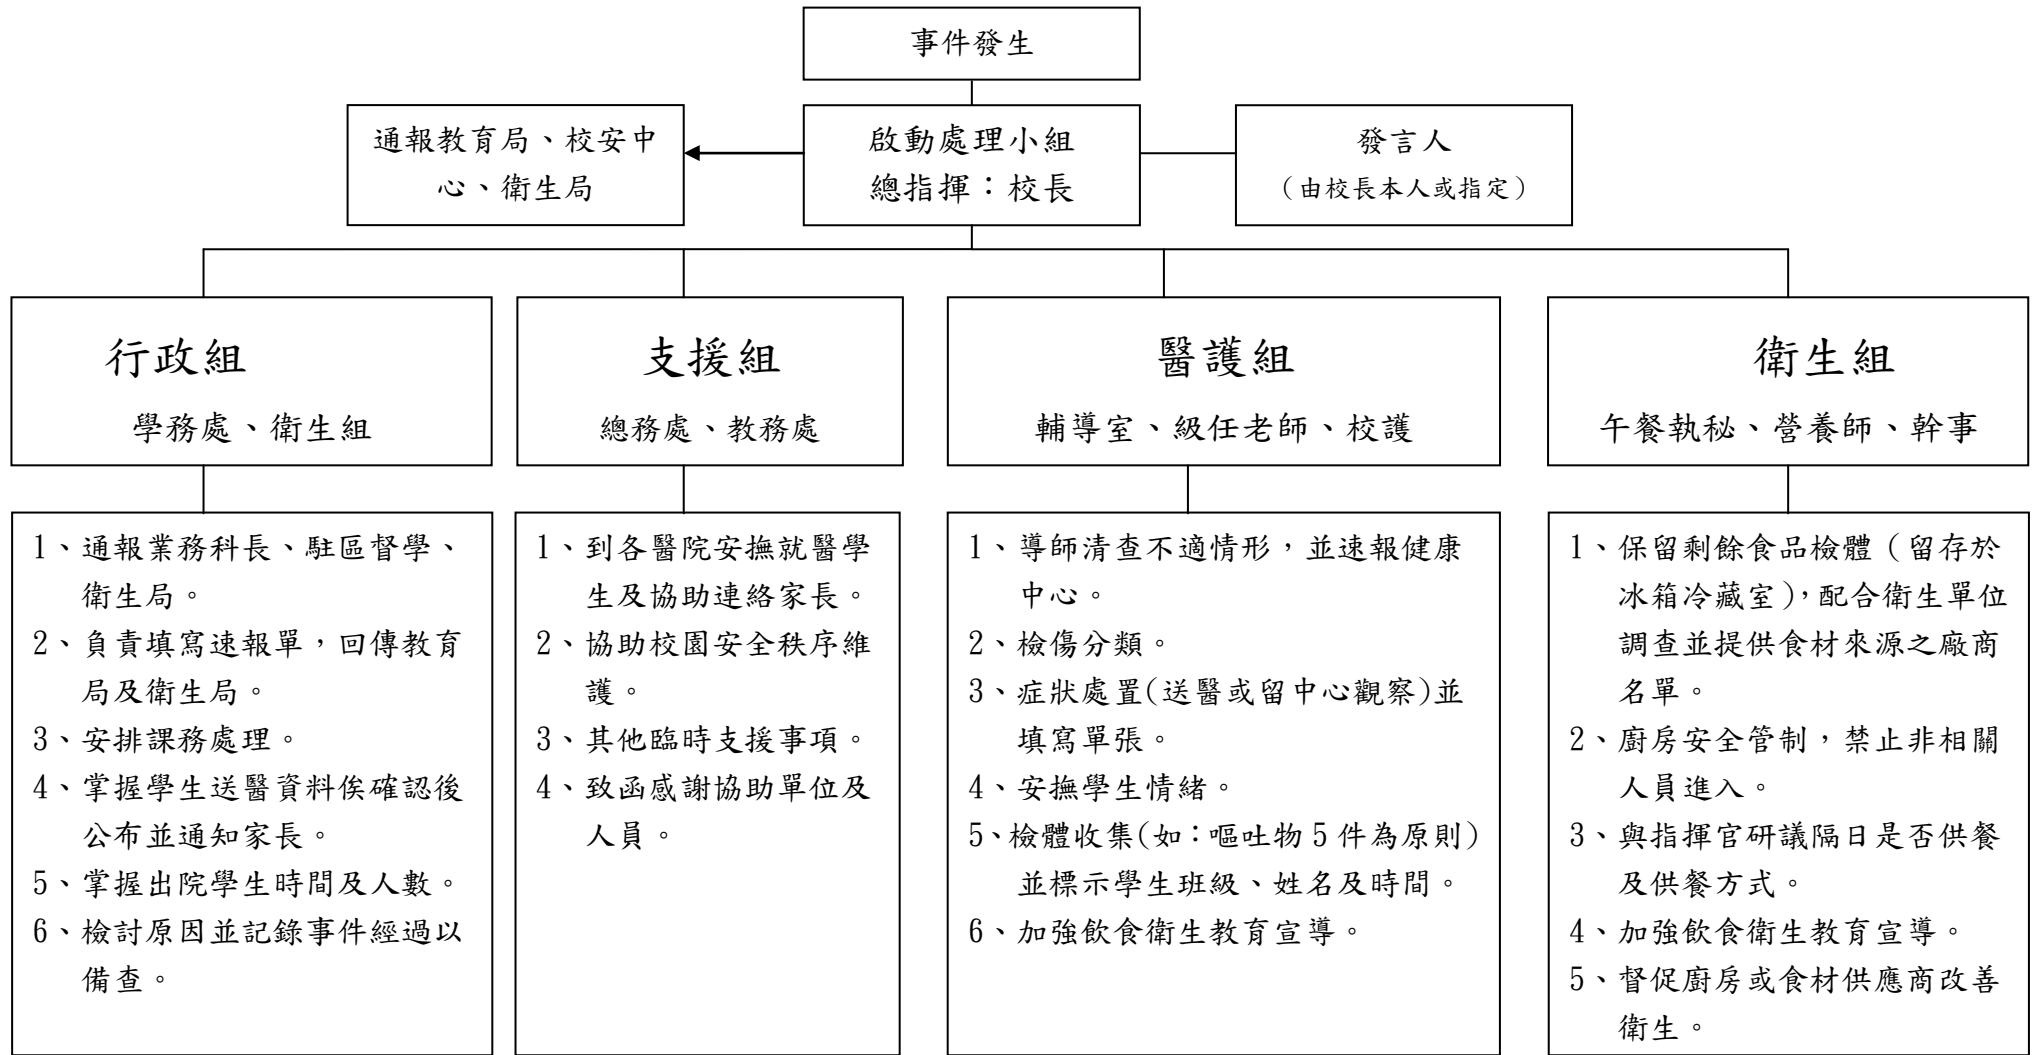 事件發生
通報教育局、校安中
心、衛生局
啟動處理小組
總指揮：校長
發言人
（由校長本人或指定）
行政組
學務處、衛生組
支援組
總務處、教務處
醫護組
輔導室、級任老師、校護
衛生組
午餐執秘、營養師、幹事
1、通報業務科長、駐區督學、
衛生局。
2、負責填寫速報單，回傳教育
局及衛生局。
3、安排課務處理。
4、掌握學生送醫資料俟確認後
公布並通知家長。
5、掌握出院學生時間及人數。
6、檢討原因並記錄事件經過以
備查。
1、到各醫院安撫就醫學
生及協助連絡家長。
2、協助校園安全秩序維
護。
3、其他臨時支援事項。
4、致函感謝協助單位及
人員。
1、導師清查不適情形，並速報健康
中心。
2、檢傷分類。
3、症狀處置(送醫或留中心觀察)並
填寫單張。
4、安撫學生情緒。
5、檢體收集(如：嘔吐物 5 件為原則)
並標示學生班級、姓名及時間。
6、加強飲食衛生教育宣導。
1、保留剩餘食品檢體（留存於
冰箱冷藏室），配合衛生單位
調查並提供食材來源之廠商
名單。
2、廚房安全管制，禁止非相關
人員進入。
3、與指揮官研議隔日是否供餐
及供餐方式。
4、加強飲食衛生教育宣導。
5、督促廚房或食材供應商改善
衛生。